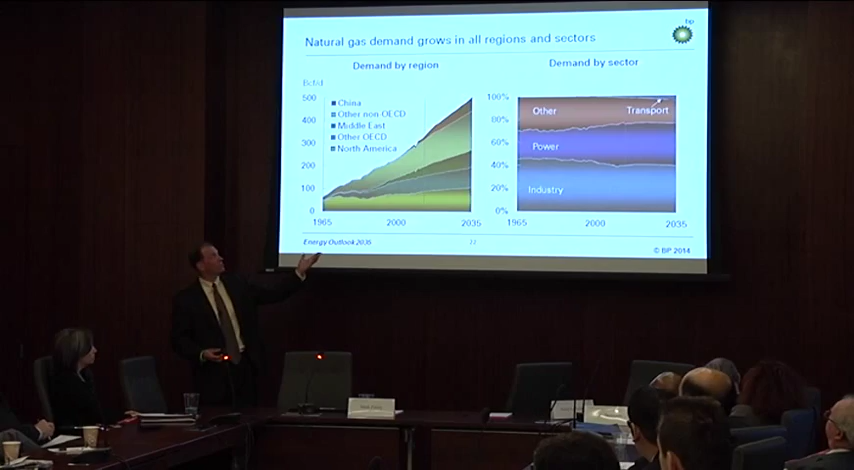 bp
Natural gas demand grows in all regions and sectors
Demand by region
Demand by sector
Bcf/d
500
400
300
200
100
0
China
Other non OECD
Middle East
Other OECD
North America
1965
2000
2035
100%
80%
60%
40%
20%
0%
Other
Transport
Power
Industry
1965
2000
2035
Energy Outlook 2035
© BP 2014